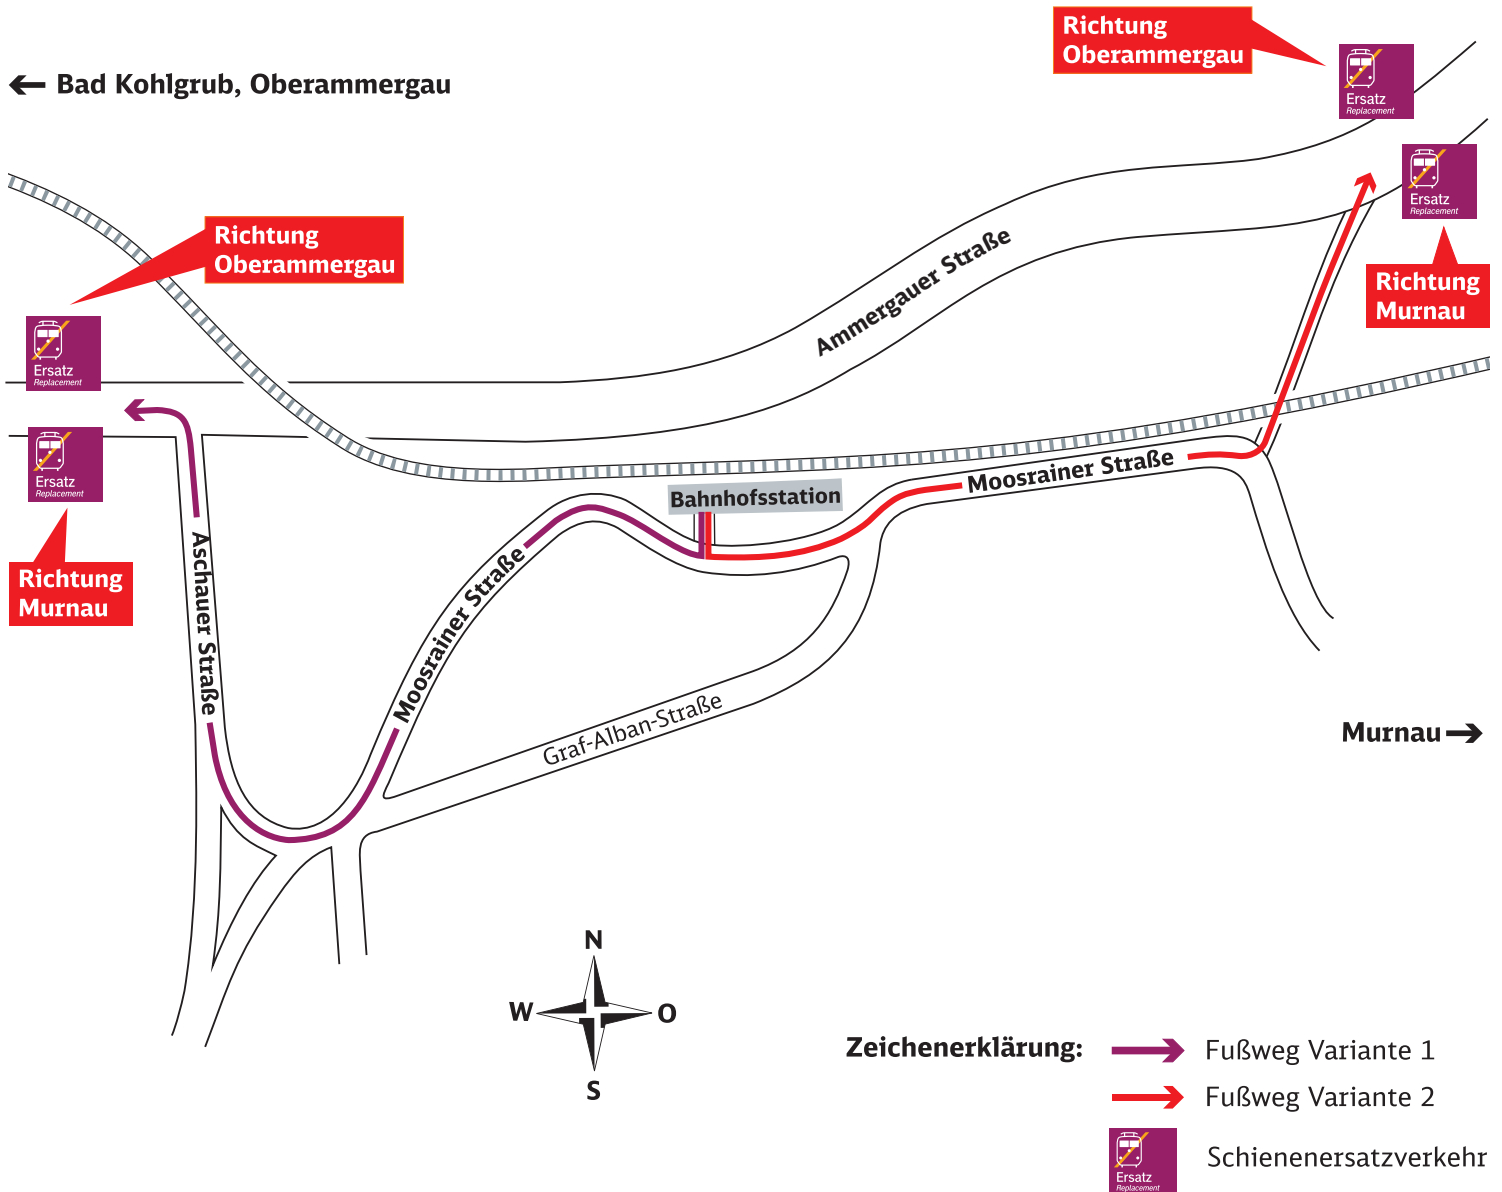 Richtung
Oberammergau
Ersatz
Replacement
← Bad Kohlgrub, Oberammergau
Ersatz
Replacement
Richtung
Murnau
Richtung
Oberammergau
Ammergauer Straße
Ersatz
Replacement
Ersatz
Replacement
Richtung
Murnau
Bahnhofsstation
Moosrainer Straße
Aschauer Straße
Moosrainer Straße
Graf-Alban-Straße
Murnau →
N
W
O
S
Zeichenerklärung:
Fußweg Variante 1
Fußweg Variante 2
Ersatz
Replacement
Schienenersatzverkehr